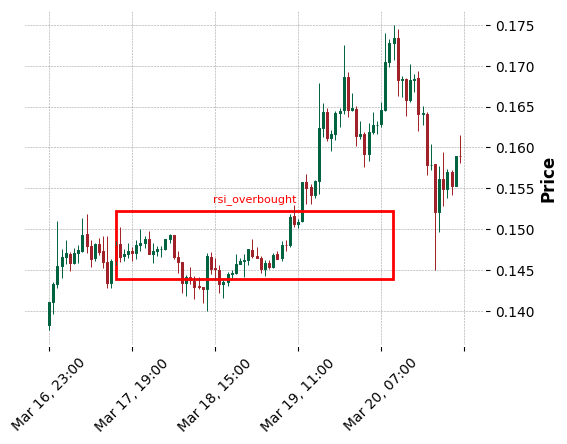 0.175
0.170
0.165
0.160
0.155
0.150
0.145
0.140
Price
rsi_overbought
Mar 16, 23:00
Mar 17, 19:00
Mar 18, 15:00
Mar 19, 11:00
Mar 20, 07:00